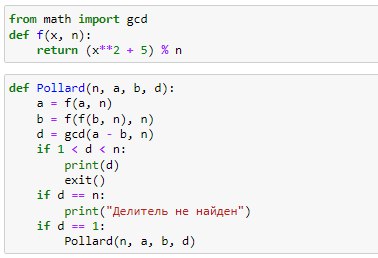 from math import gcd
def f(x, n):
    return (x**2 + 5) % n
def Pollard(n, a, b, d):
    a = f(a, n)
    b = f(f(b, n), n)
    d = gcd(a - b, n)
    if 1 < d < n:
        print(d)
        exit()
    if d == n:
        print("Делитель не найден")
    if d == 1:
        Pollard(n, a, b, d)